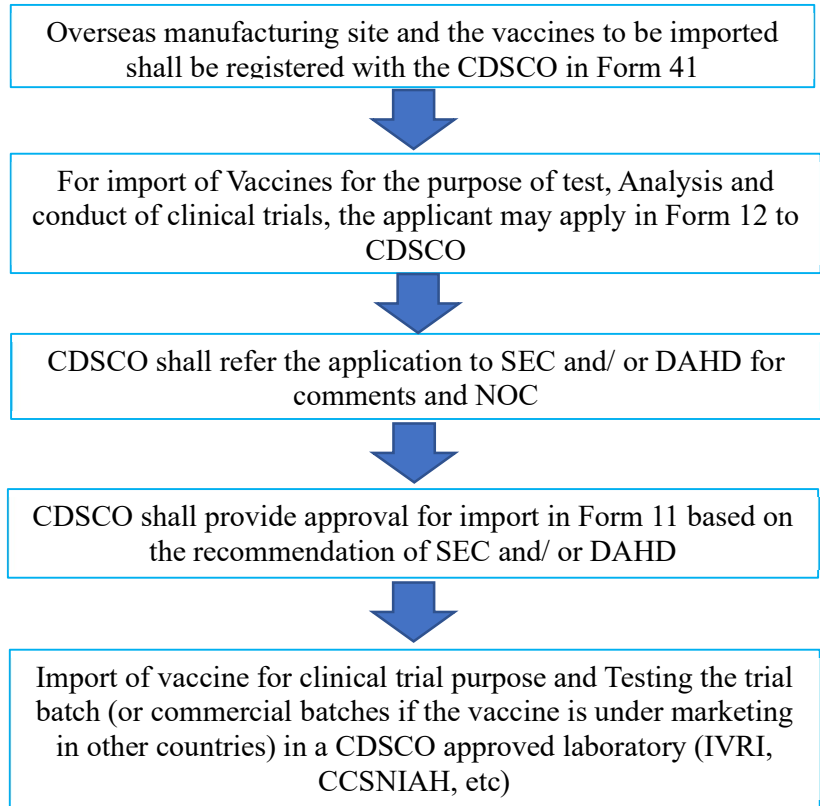 Overseas manufacturing site and the vaccines to be imported
shall be registered with the CDSCO in Form 41
For import of Vaccines for the purpose of test, Analysis and
conduct of clinical trials, the applicant may apply in Form 12 to
CDSCO
CDSCO shall refer the application to SEC and/ or DAHD for
comments and NOC
CDSCO shall provide approval for import in Form 11 based on
the recommendation of SEC and/ or DAHD
Import of vaccine for clinical trial purpose and Testing the trial
batch (or commercial batches if the vaccine is under marketing
in other countries) in a CDSCO approved laboratory (IVRI,
CCSNIAH, etc)